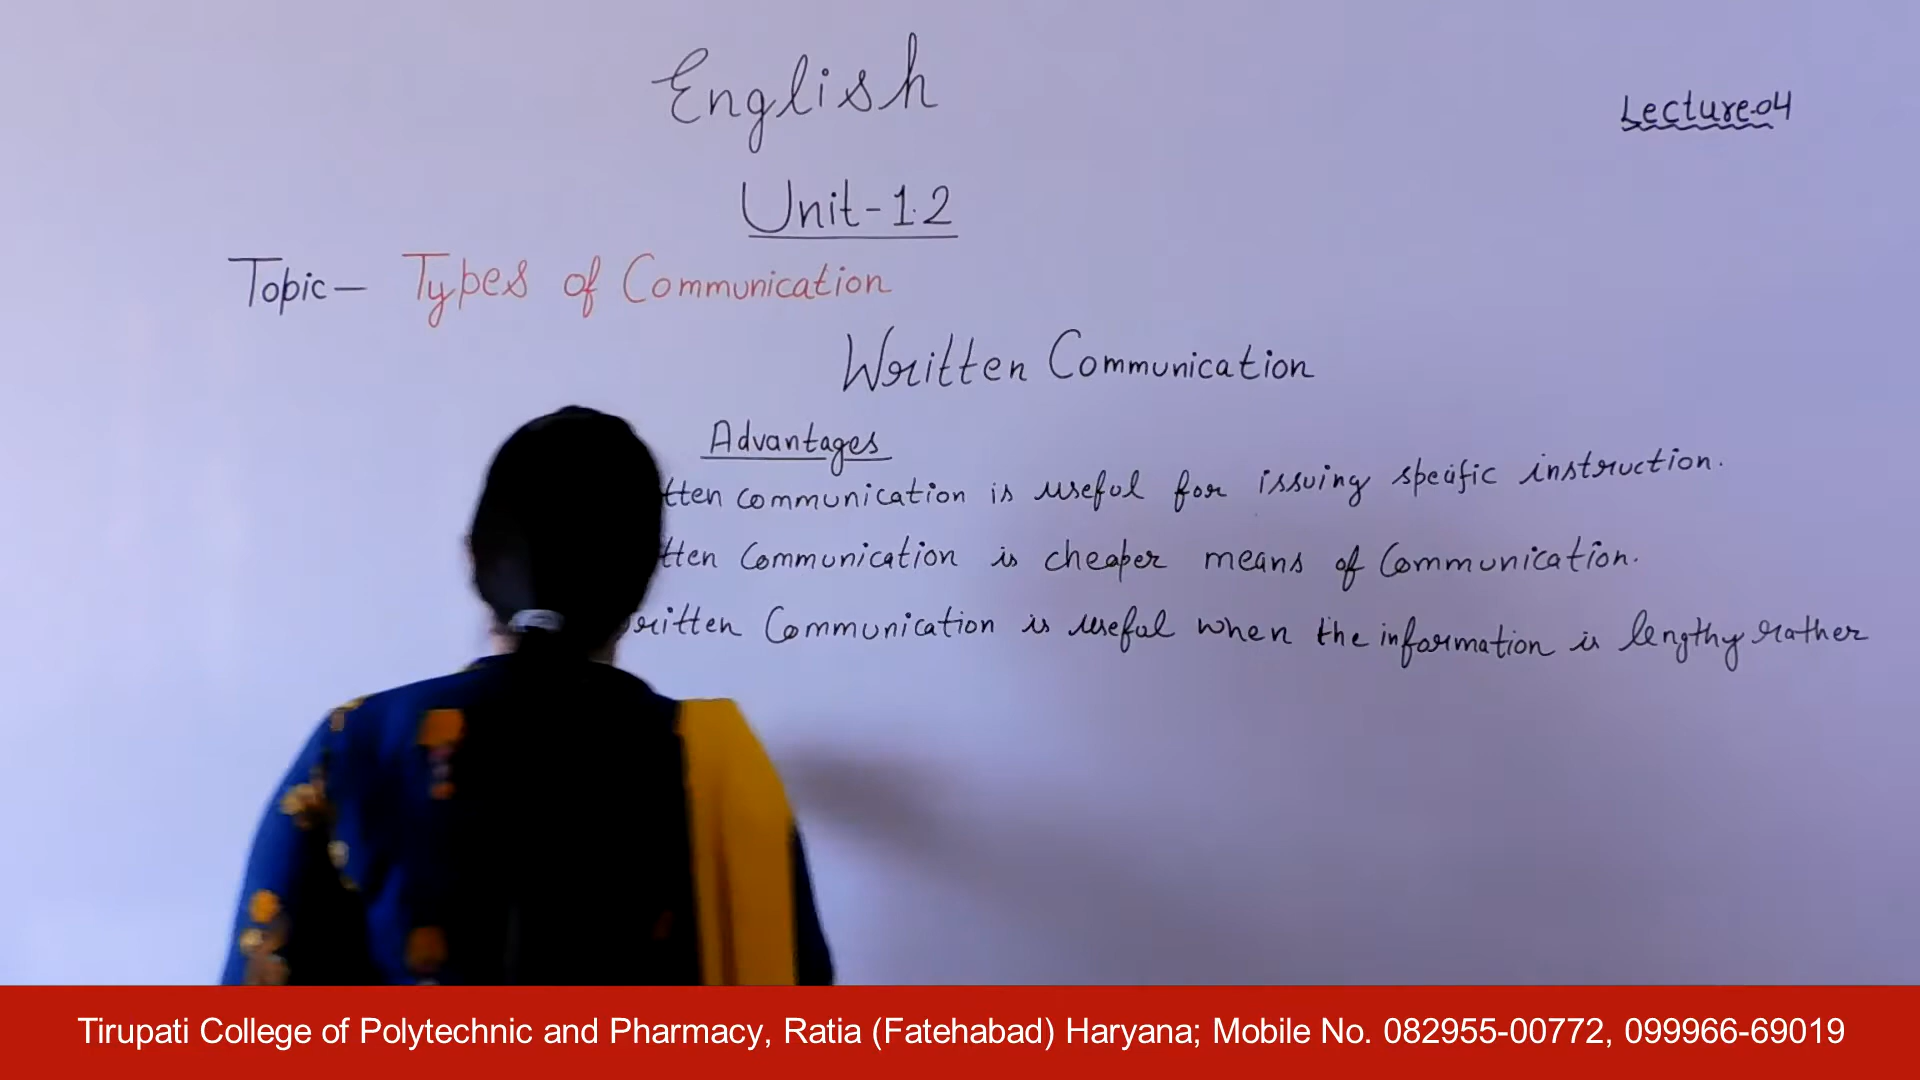 English
Lecture-04
Unit-1.2
Topic— Types of Communication
Written Communication
Advantages
tten communication is useful for issuing specific instruction.
tten Communication is cheaper means of Communication.
ritten Communication is useful when the information is lengthy rather
Tirupati College of Polytechnic and Pharmacy, Ratia (Fatehabad) Haryana; Mobile No. 082955-00772, 099966-69019